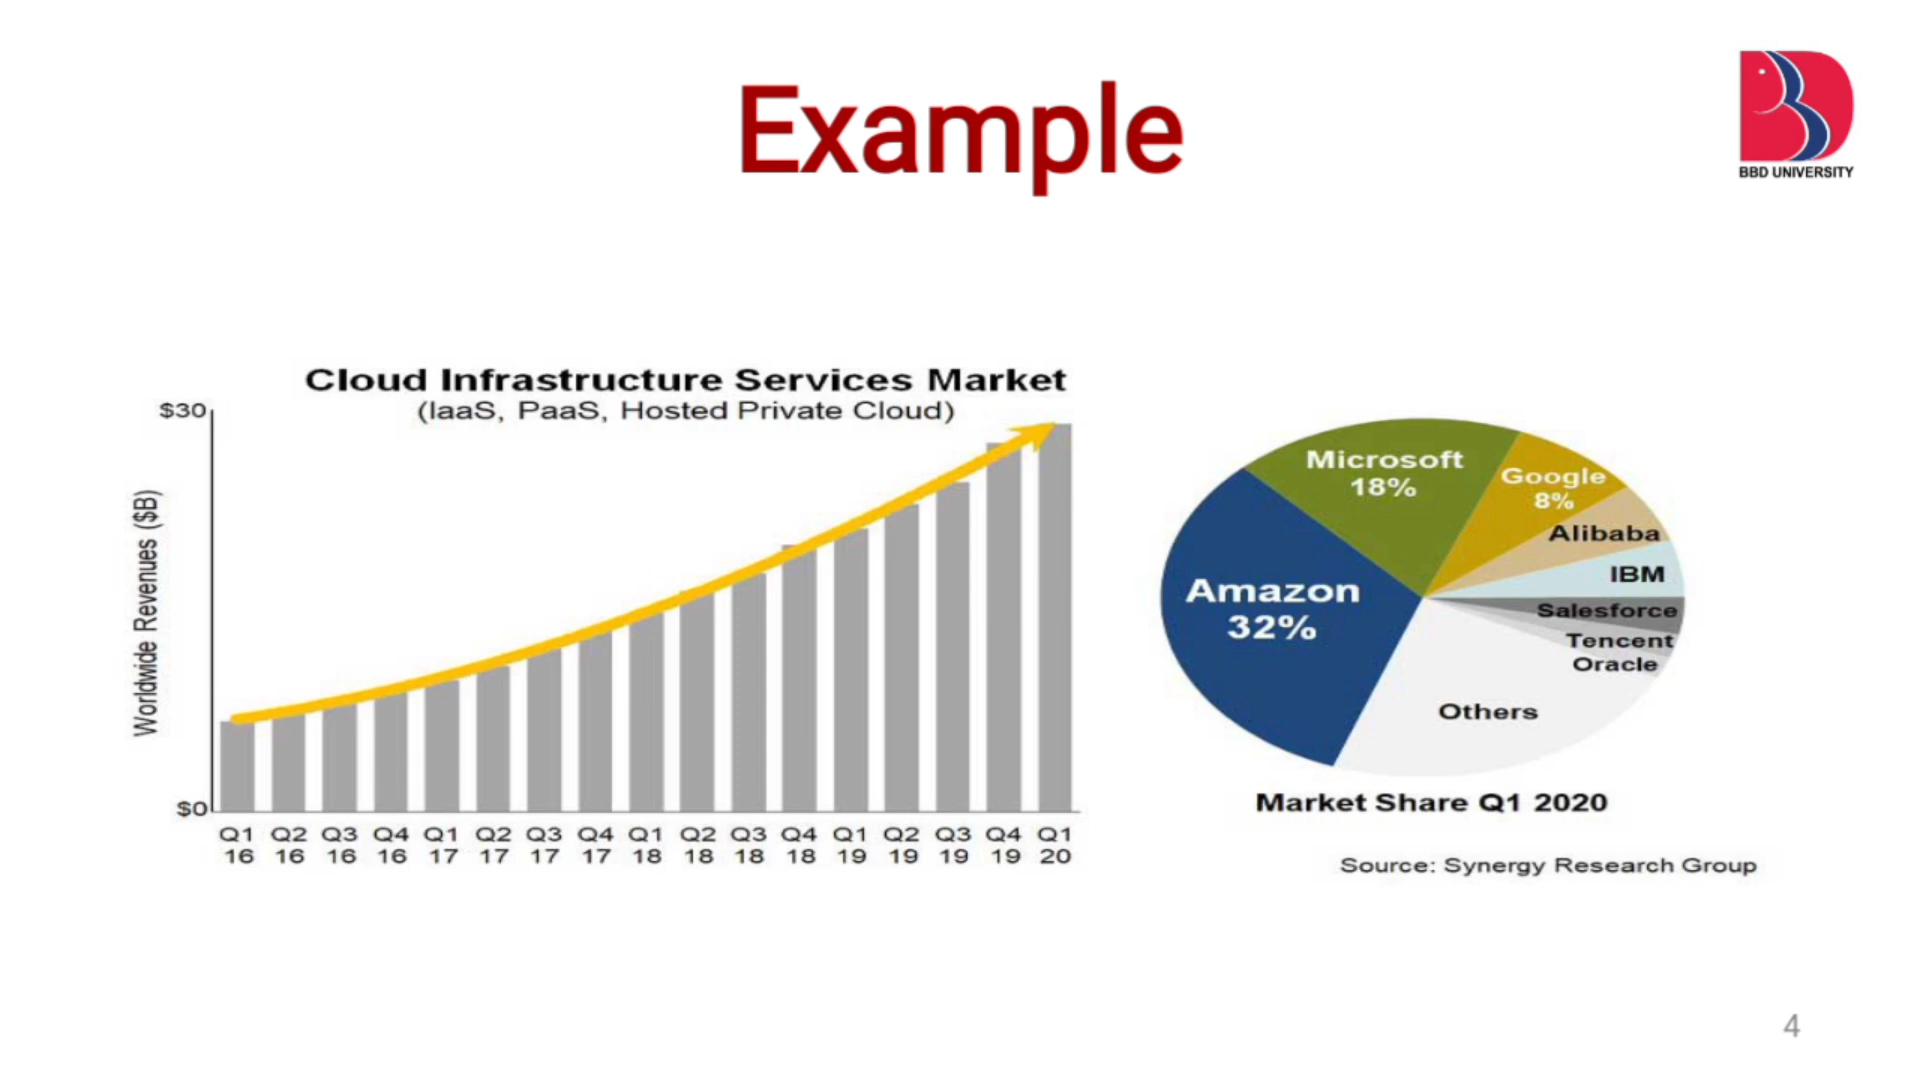 Example
BBD UNIVERSITY
Cloud Infrastructure Services Market
(IaaS, PaaS, Hosted Private Cloud)
$30
Worldwide Revenues ($B)
$0
Q1 Q2 Q3 Q4 Q1 Q2 Q3 Q4 Q1 Q2 Q3 Q4 Q1 Q2 Q3 Q4 Q1
16 16 16 16 17 17 17 17 18 18 18 18 19 19 19 19 20
Microsoft
18%
Google
8%
Alibaba
IBM
Amazon
32%
Salesforce
Tencent
Oracle
Others
Market Share Q1 2020
Source: Synergy Research Group
4